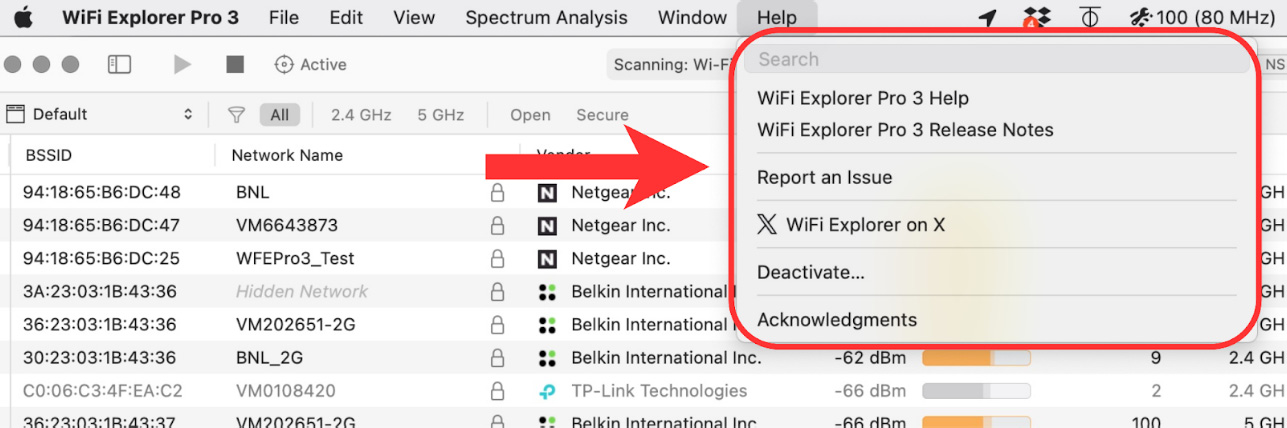 WiFi Explorer Pro 3 File Edit View Spectrum Analysis Window Help 4 100 (80 MHz)
Active Scanning: Wi-Fi NS
Search
Default All 2.4 GHz 5 GHz Open Secure
WiFi Explorer Pro 3 Help
WiFi Explorer Pro 3 Release Notes
BSSID Network Name Vendor
Report an Issue
94:18:65:B6:DC:48 BNL Netgear Inc. GH
94:18:65:B6:DC:47 VM6643873 Netgear Inc. GH
X WiFi Explorer on X
94:18:65:B6:DC:25 WFEPro3_Test Netgear Inc. GH
Deactivate...
3A:23:03:1B:43:36 Hidden Network Belkin International GH
36:23:03:1B:43:36 VM202651-2G Belkin International GH
Acknowledgments
30:23:03:1B:43:36 BNL_2G Belkin International Inc. -62 dBm 9 2.4 GH
C0:06:C3:4F:EA:C2 VM0108420 TP-Link Technologies -66 dBm 2 2.4 GH
36:23:03:1B:43:37 VM202651-2G Belkin International Inc. -66 dBm 100 5 GH